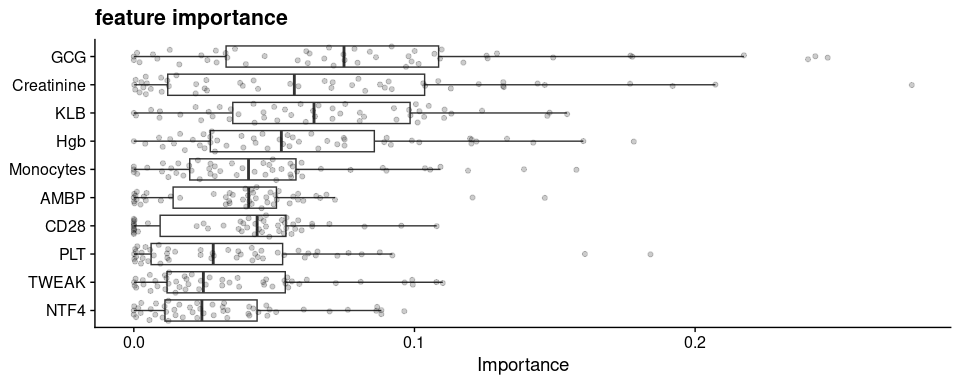 feature importance
GCG
Creatinine
KLB
Hgb
Monocytes
AMBP
CD28
PLT
TWEAK
NTF4
0.0 0.1 0.2
Importance